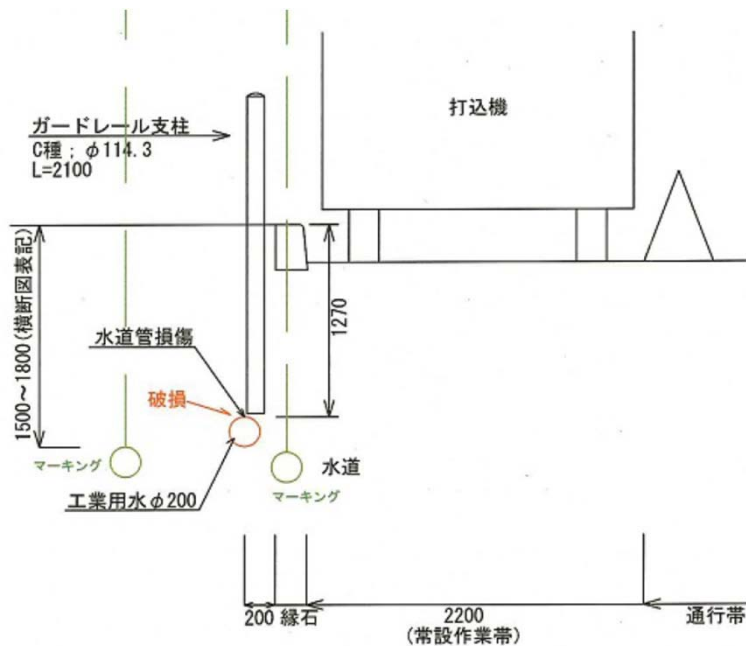 打込機
ガードレール支柱
C種；φ114.3
L=2100
1500～1800(横断図表記)
1270
水道管損傷
破損
マーキング
水道
工業用水φ200
マーキング
200
縁石
2200
(常設作業帯)
通行帯